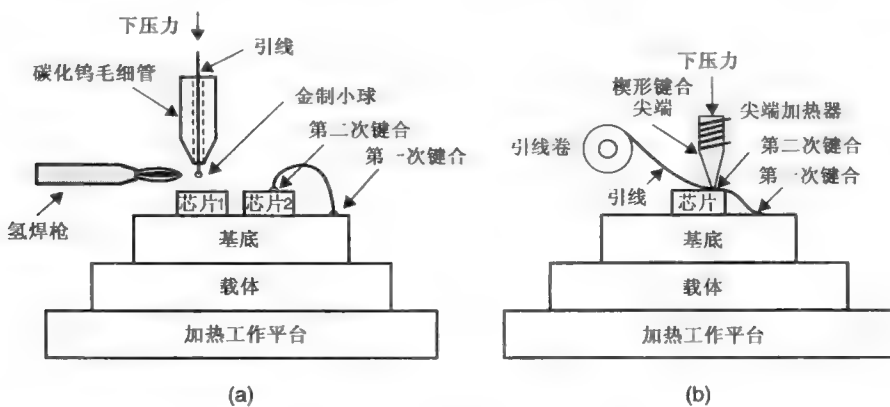 下压力
引线
碳化钨毛细管
金制小球
第二次键合
第一次键合
氢焊枪
芯片1
芯片2
基底
载体
加热工作平台
(a)
下压力
楔形键合
尖端
尖端加热器
引线卷
第二次键合
第一次键合
引线
芯片
基底
载体
加热工作平台
(b)